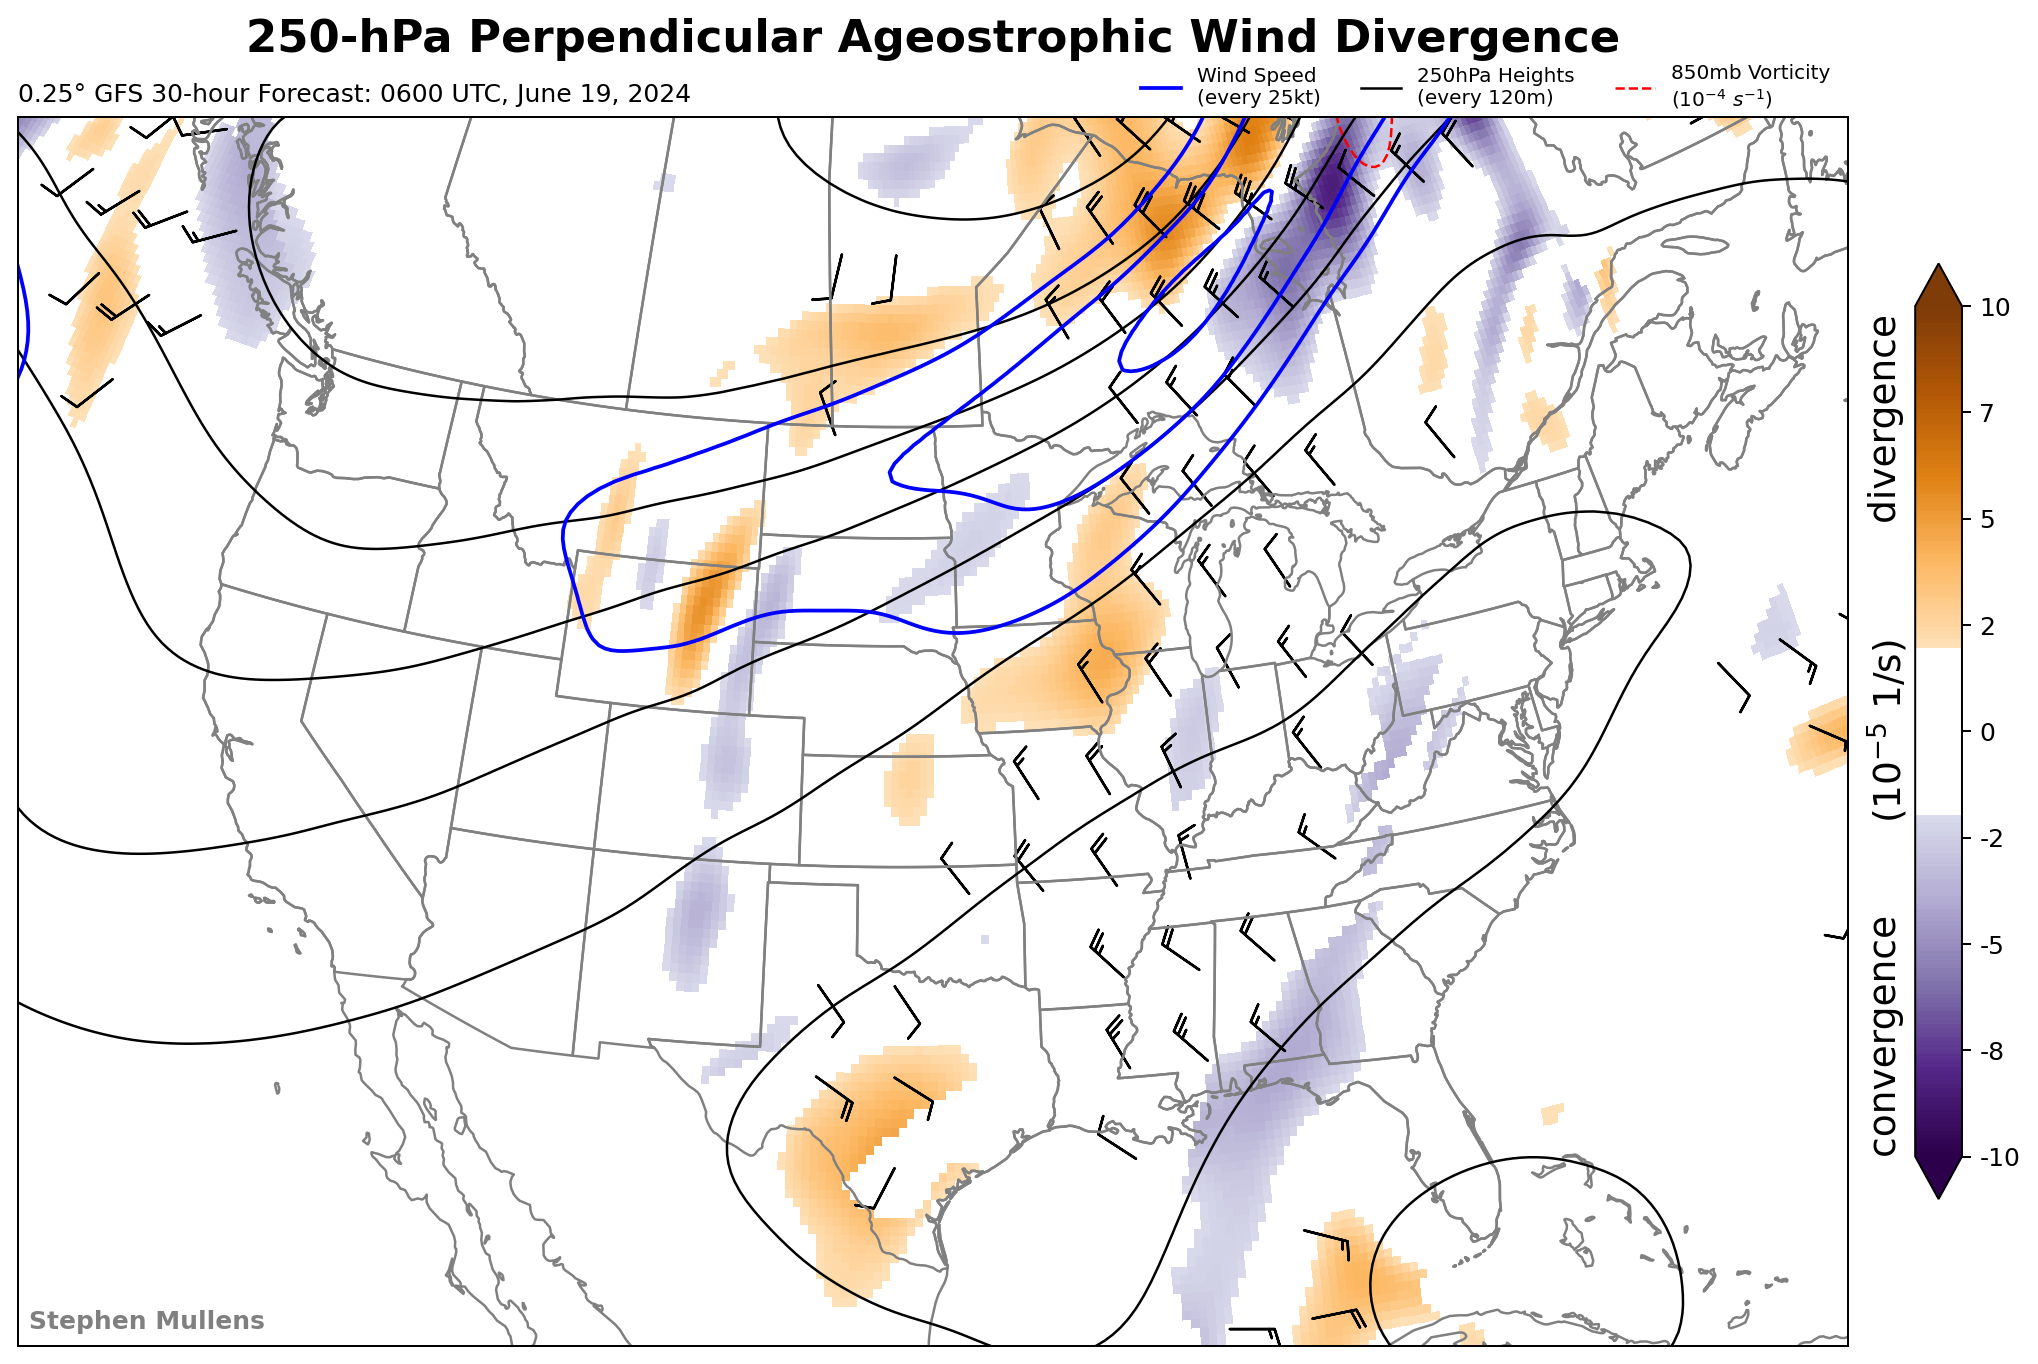 250-hPa Perpendicular Ageostrophic Wind Divergence
0.25° GFS 30-hour Forecast: 0600 UTC, June 19, 2024
Wind Speed
(every 25kt)
250hPa Heights
(every 120m)
850mb Vorticity
(10⁻⁴ s⁻¹)
10
7
5
2
0
-2
-5
-8
-10
convergence (10⁻⁵ 1/s) divergence
Stephen Mullens